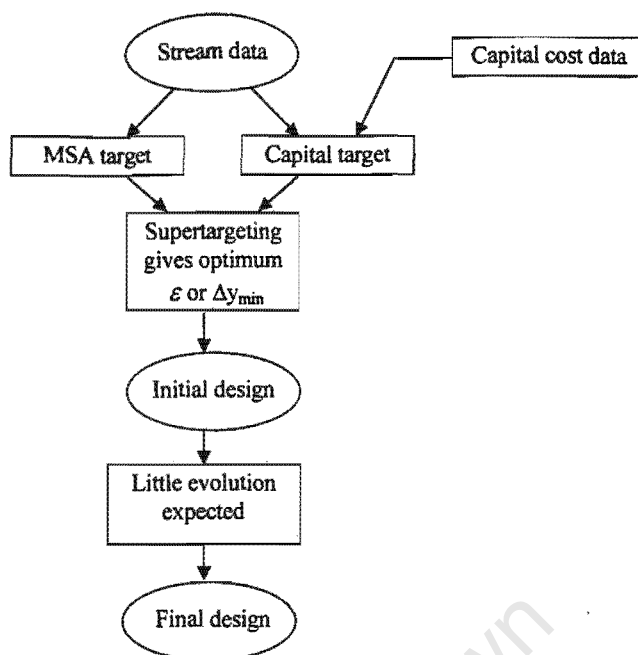 Stream data
Capital cost data
MSA target
Capital target
Supertargeting
gives optimum
ε or Δy_min
Initial design
Little evolution
expected
Final design